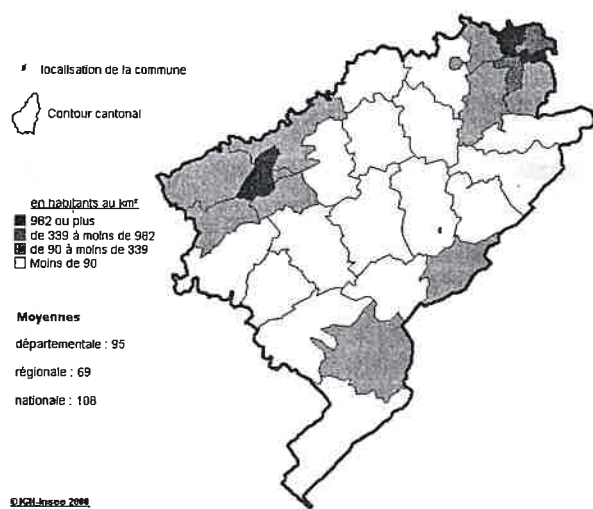 localisation de la commune
Contour cantonal
en habitants au km²
982 ou plus
de 339 à moins de 982
de 90 à moins de 339
Moins de 90
Moyennes
départementale : 95
régionale : 69
nationale : 108
©IGN-Insee